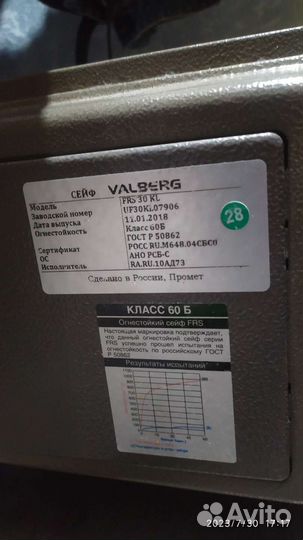 СЕЙФ VALBERG
Модель FRS 30 KL
Заводской номер UF30KL07906
Дата выпуска 11.01.2018
Огнестойкость Класс 60Б
ГОСТ Р 50862
Сертификат РОСС RU.М648.04СБС0
ОС АНО РСБ-С
Исполнитель RA.RU.10АД73
Сделано в России, Промет
28
КЛАСС 60 Б
Огнестойкий сейф FRS
Настоящая маркировка подтверждает,
что данный огнестойкий сейф серии
FRS успешно прошел испытания на
огнестойкость по российскому ГОСТ
Р 50862
Результаты испытаний
Avito
2023/7/30 17:17